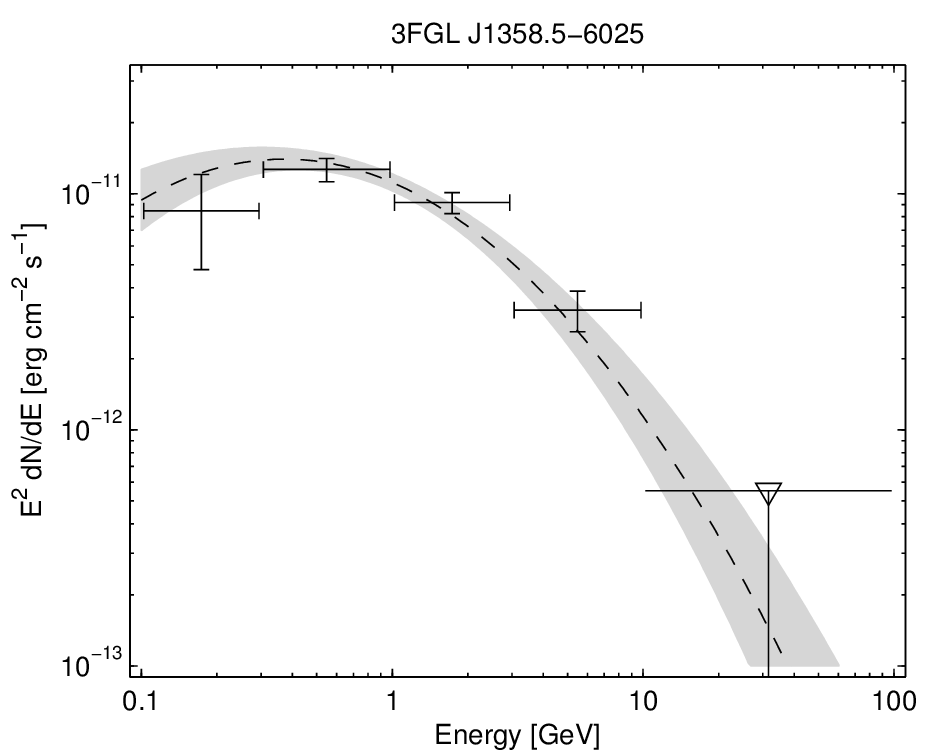 3FGL J1358.5−6025
E² dN/dE [erg cm⁻² s⁻¹]
10⁻¹¹
10⁻¹²
10⁻¹³
0.1 1 10 100
Energy [GeV]